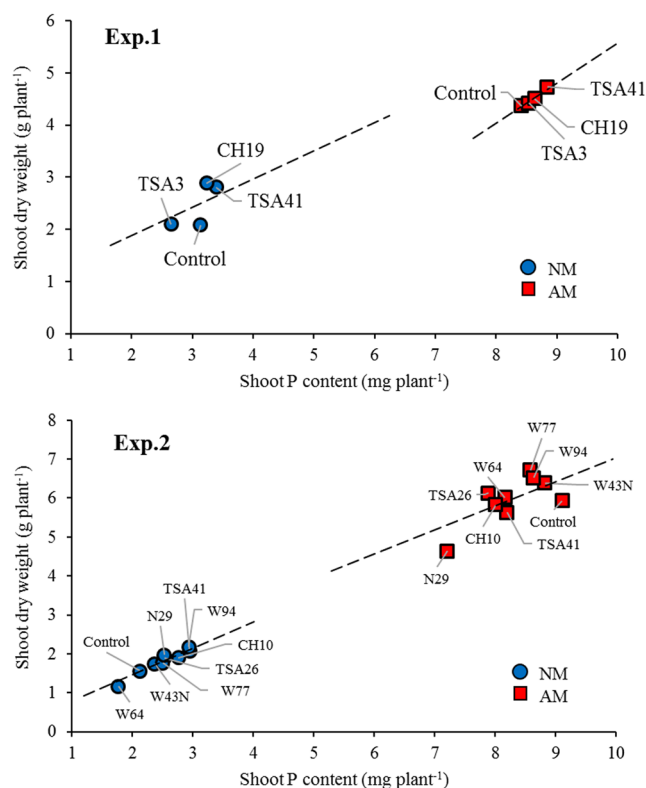 Exp.1
Shoot dry weight (g plant-1)
6
5
4
3
2
1
0
Control
TSA41
CH19
TSA3
CH19
TSA3
TSA41
Control
NM
AM
1 2 3 4 5 6 7 8 9 10
Shoot P content (mg plant-1)
Exp.2
Shoot dry weight (g plant-1)
8
7
6
5
4
3
2
1
0
W77
W94
W64
W43N
TSA26
Control
CH10
TSA41
N29
TSA41
N29
W94
Control
CH10
TSA26
W43N
W77
W64
NM
AM
1 2 3 4 5 6 7 8 9 10
Shoot P content (mg plant-1)